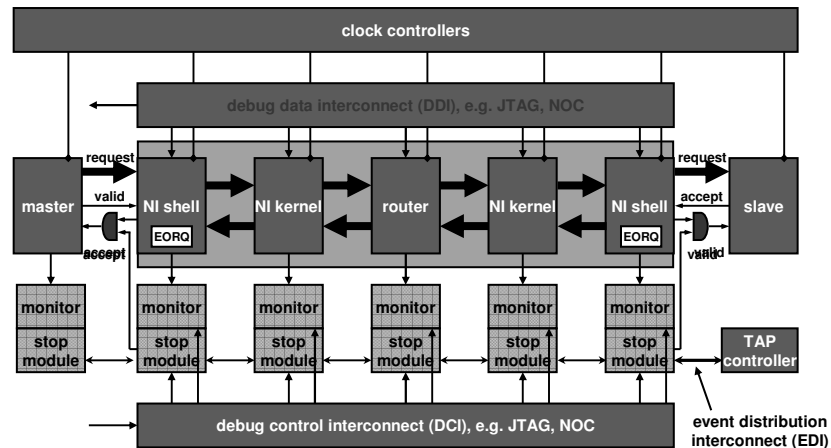 clock controllers
debug data interconnect (DDI), e.g. JTAG, NOC
request
request
master
valid
NI shell
NI kernel
router
NI kernel
NI shell
accept
slave
EORQ
EORQ
accept
accept
valid
valid
monitor
monitor
monitor
monitor
monitor
monitor
stop
module
stop
module
stop
module
stop
module
stop
module
stop
module
TAP
controller
debug control interconnect (DCI), e.g. JTAG, NOC
event distribution
interconnect (EDI)